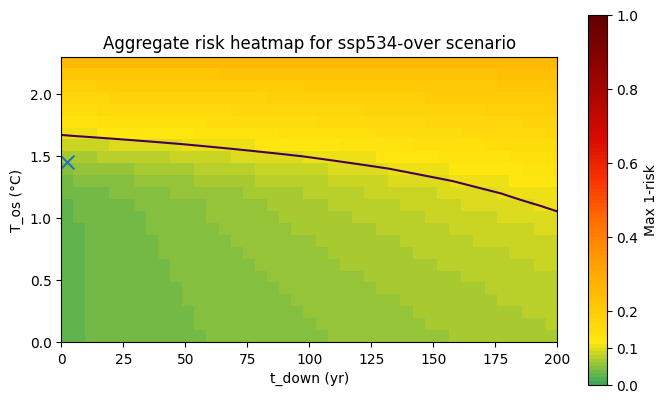 Aggregate risk heatmap for ssp534-over scenario
T_os (°C)
2.0
1.5
1.0
0.5
0.0
0 25 50 75 100 125 150 175 200
t_down (yr)
1.0
0.8
0.6
0.4
0.2
0.1
0.0
Max 1-risk